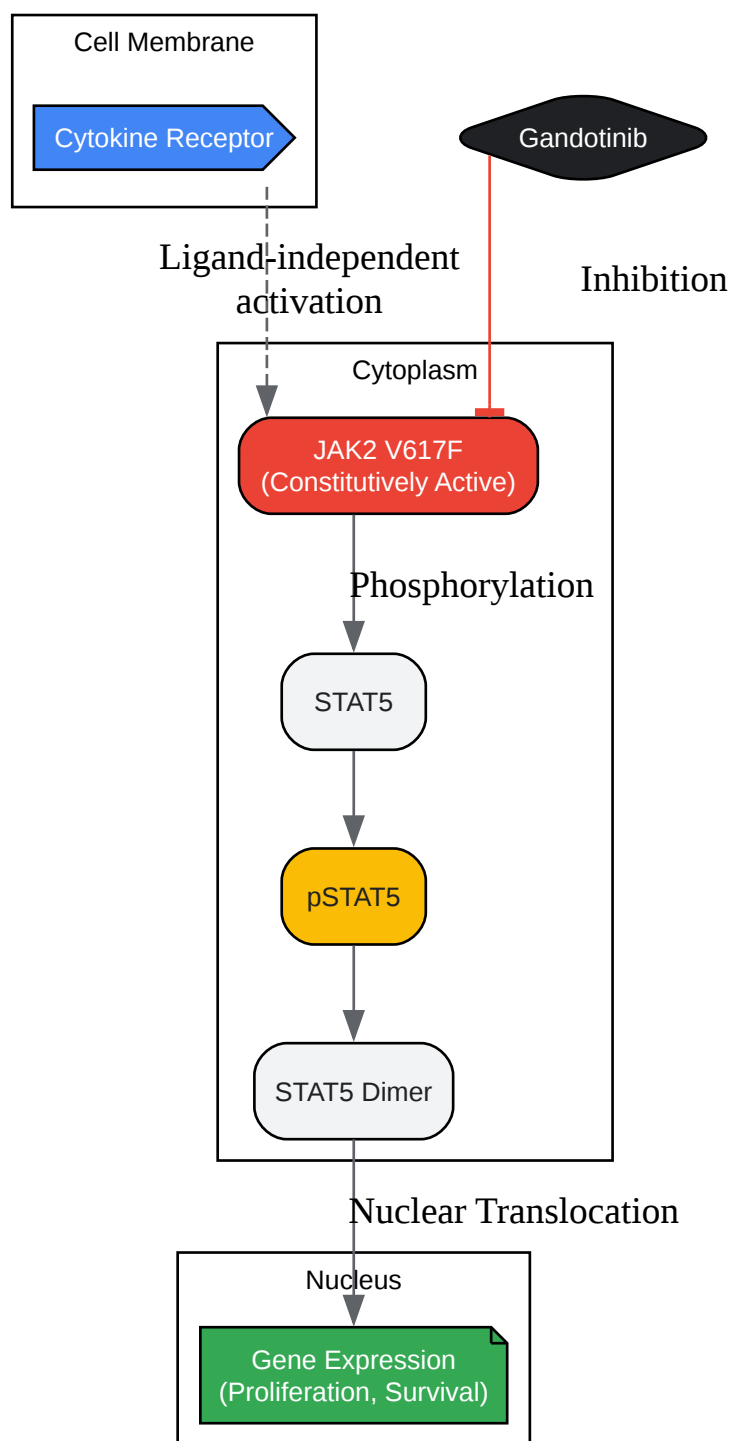 Cell Membrane
Cytokine Receptor
Gandotinib
Ligand-independent
activation
Inhibition
Cytoplasm
JAK2 V617F
(Constitutively Active)
Phosphorylation
STAT5
pSTAT5
STAT5 Dimer
Nuclear Translocation
Nucleus
Gene Expression
(Proliferation, Survival)